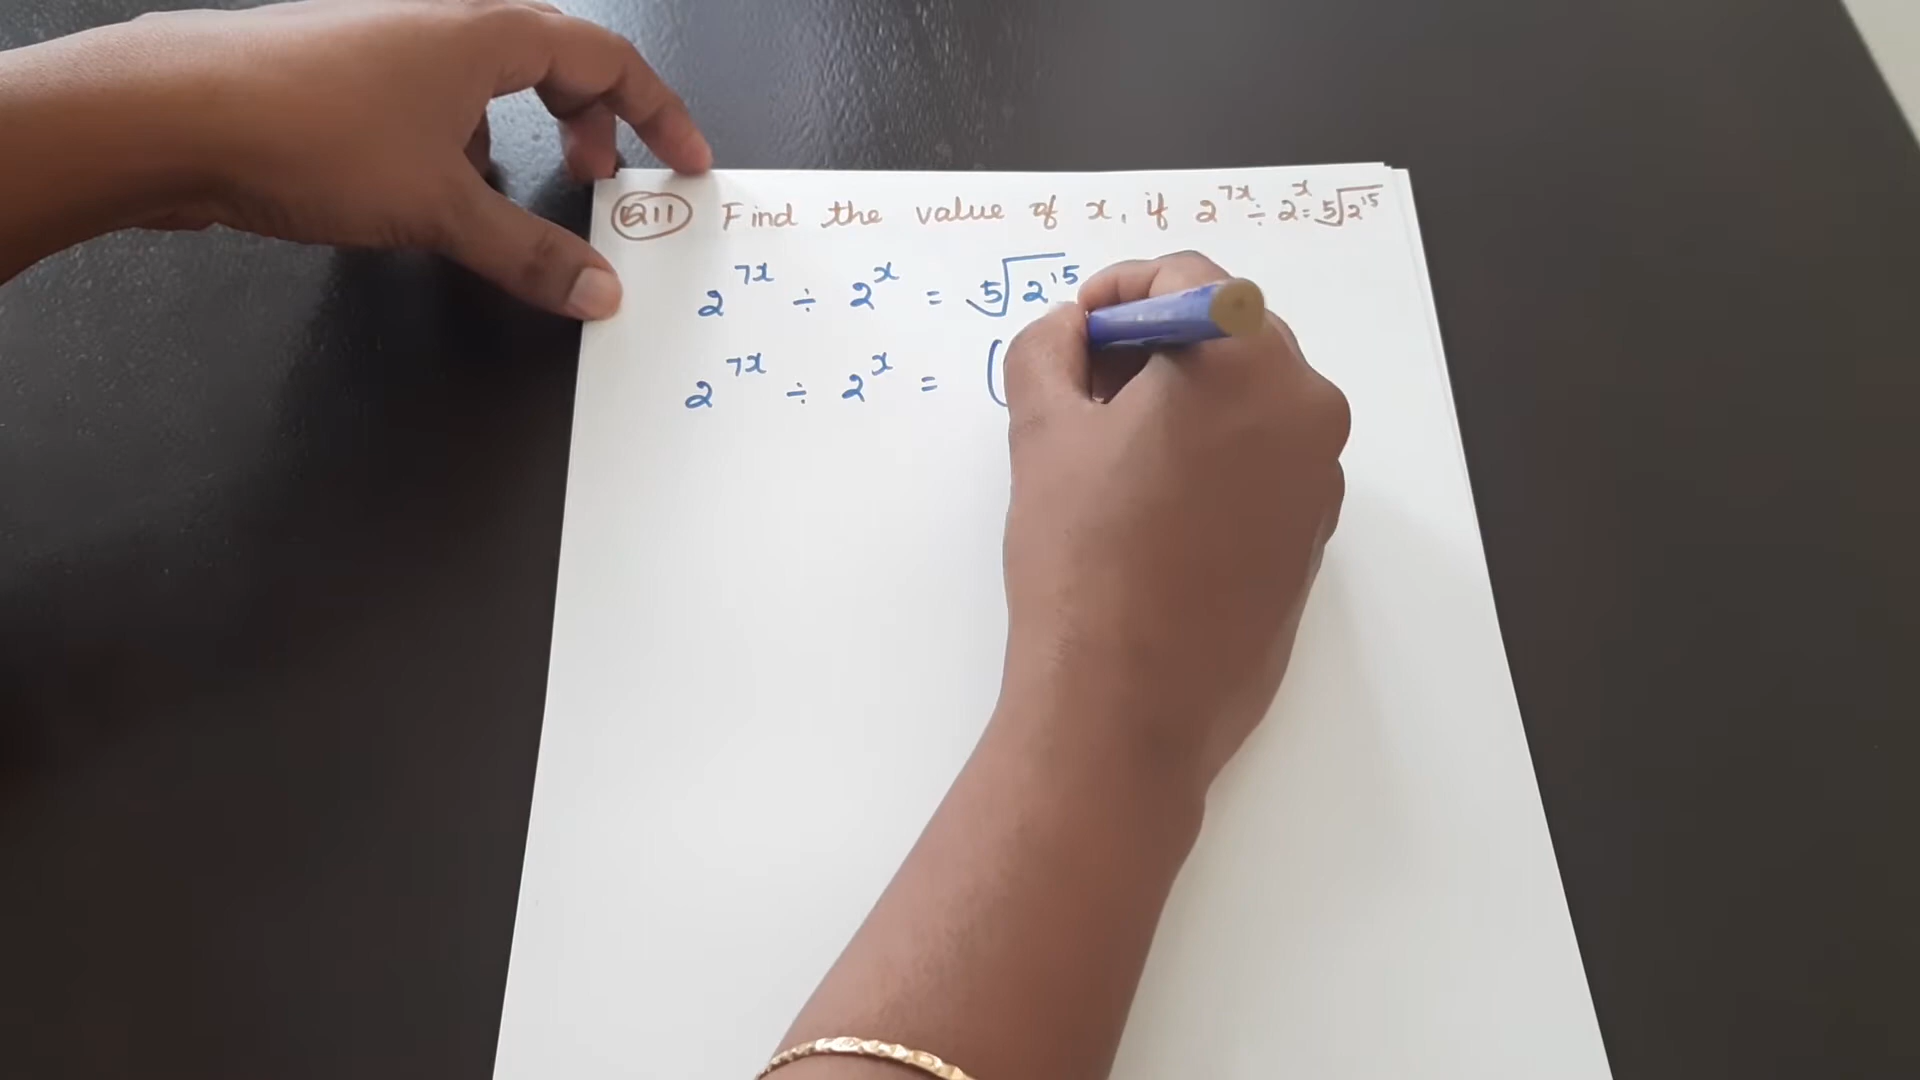 Q11 Find the value of x, if 2^7x ÷ 2^x = 5√2^15
2^7x ÷ 2^x = 5√2^15
2^7x ÷ 2^x = (